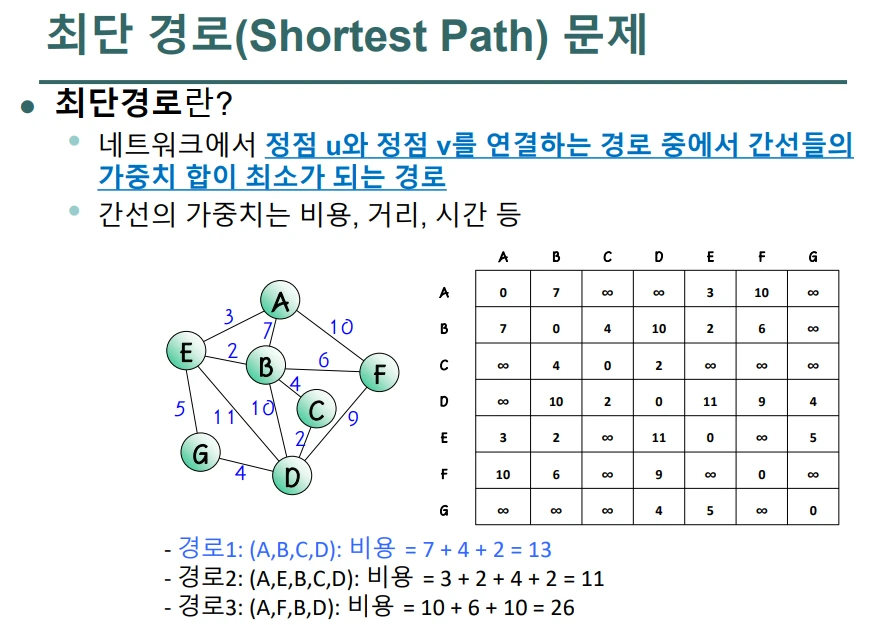 최단 경로(Shortest Path) 문제
● 최단경로란?
• 네트워크에서 정점 u와 정점 v를 연결하는 경로 중에서 간선들의
가중치 합이 최소가 되는 경로
• 간선의 가중치는 비용, 거리, 시간 등
A
3
7
10
E
2
B
6
F
4
5
11
10
C
9
2
G
4
D
A B C D E F G
A 0 7 ∞ ∞ 3 10 ∞
B 7 0 4 10 2 6 ∞
C ∞ 4 0 2 ∞ ∞ ∞
D ∞ 10 2 0 11 9 4
E 3 2 ∞ 11 0 ∞ 5
F 10 6 ∞ 9 ∞ 0 ∞
G ∞ ∞ ∞ 4 5 ∞ 0
- 경로1: (A,B,C,D): 비용 = 7 + 4 + 2 = 13
- 경로2: (A,E,B,C,D): 비용 = 3 + 2 + 4 + 2 = 11
- 경로3: (A,F,B,D): 비용 = 10 + 6 + 10 = 26